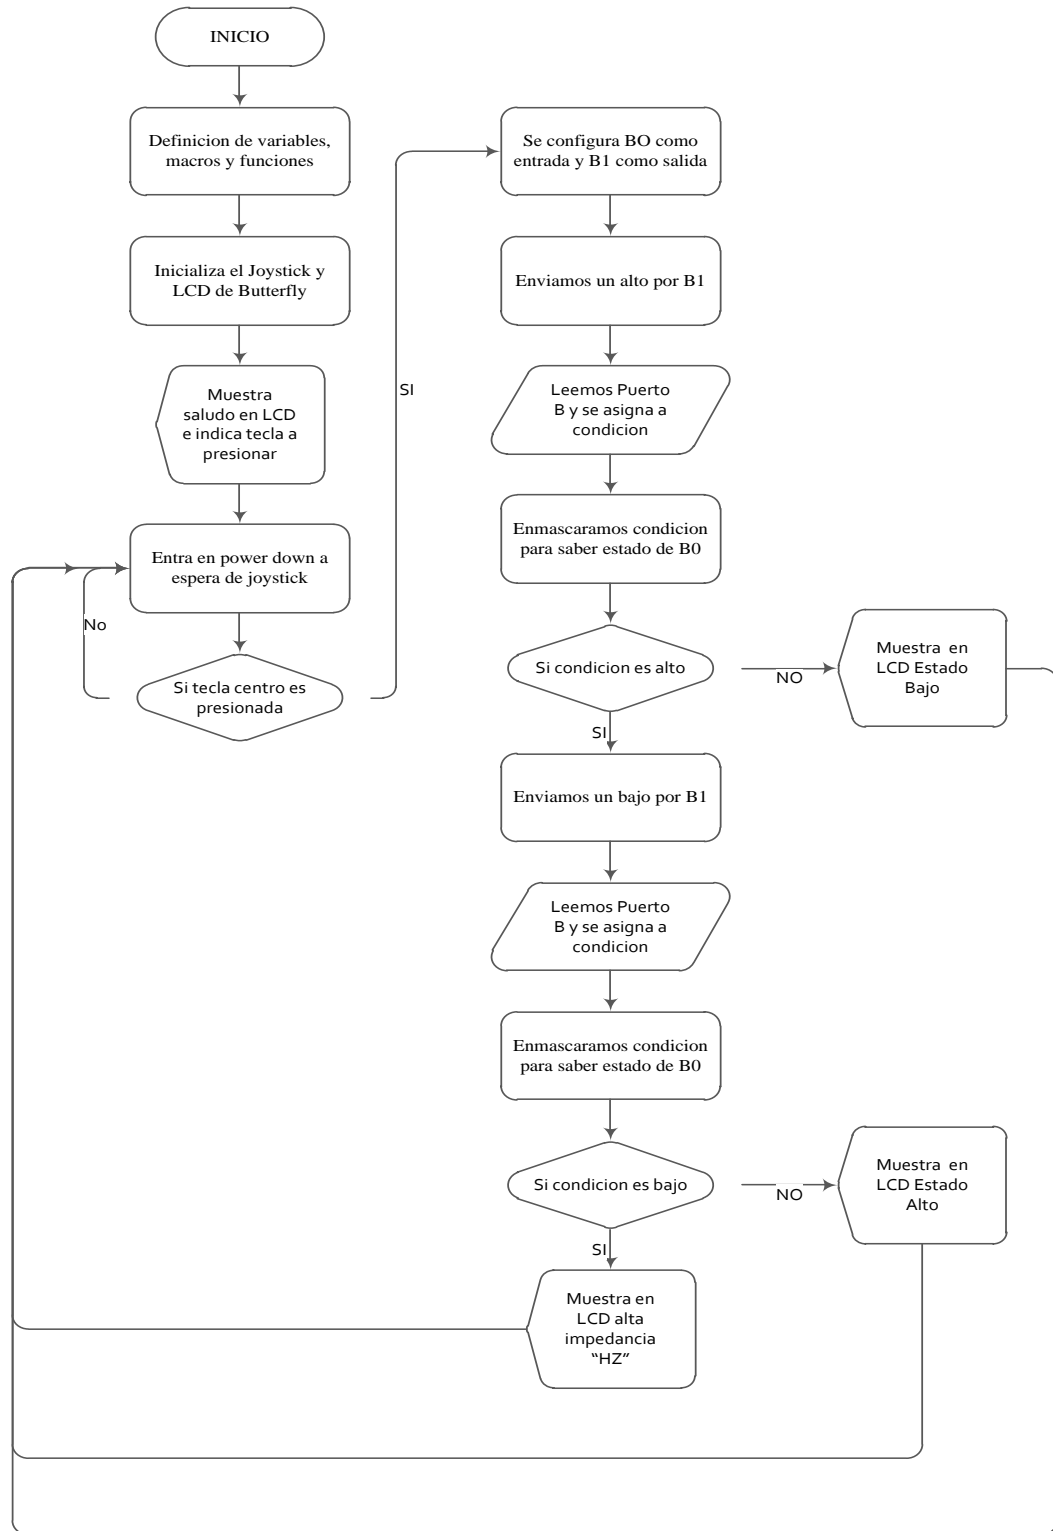 INICIO
Definicion de variables,
macros y funciones
Inicializa el Joystick y
LCD de Butterfly
Muestra
saludo en LCD
e indica tecla a
presionar
Entra en power down a
espera de joystick
No
Si tecla centro es
presionada
SI
Se configura BO como
entrada y B1 como salida
Enviamos un alto por B1
Leemos Puerto
B y se asigna a
condicion
Enmascaramos condicion
para saber estado de B0
Si condicion es alto
NO
Muestra en
LCD Estado
Bajo
SI
Enviamos un bajo por B1
Leemos Puerto
B y se asigna a
condicion
Enmascaramos condicion
para saber estado de B0
Si condicion es bajo
NO
Muestra en
LCD Estado
Alto
SI
Muestra en
LCD alta
impedancia
“HZ”